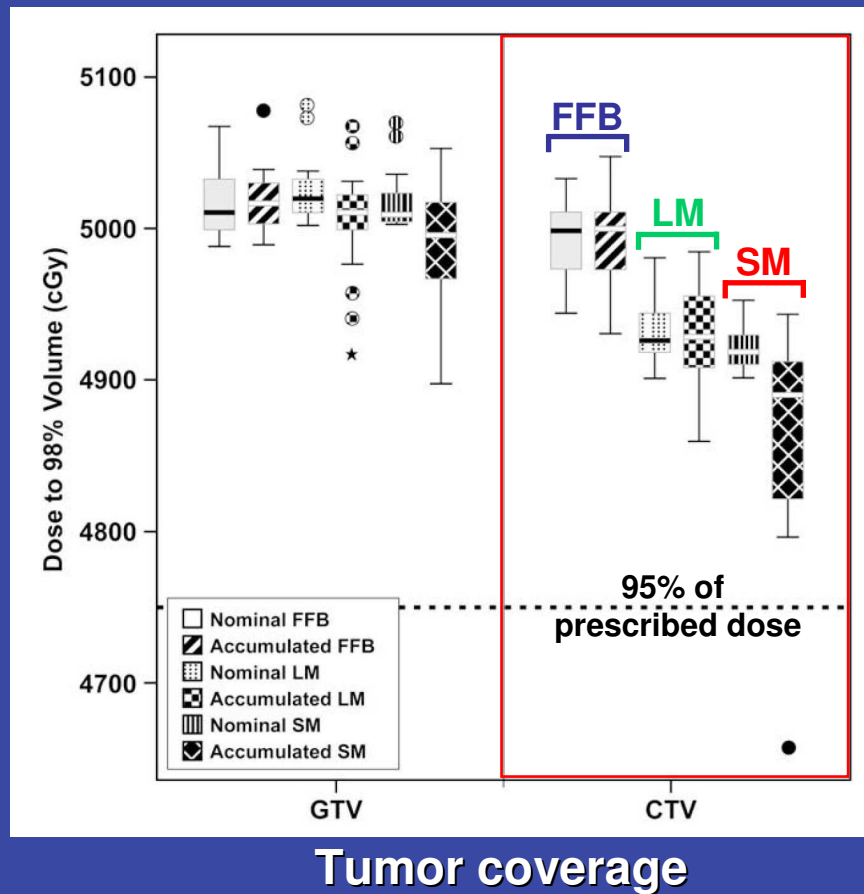 Dose to 98% Volume (cGy)
5100
5000
4900
4800
4700
FFB
LM
SM
95% of
prescribed dose
Nominal FFB
Accumulated FFB
Nominal LM
Accumulated LM
Nominal SM
Accumulated SM
GTV
CTV
Tumor coverage